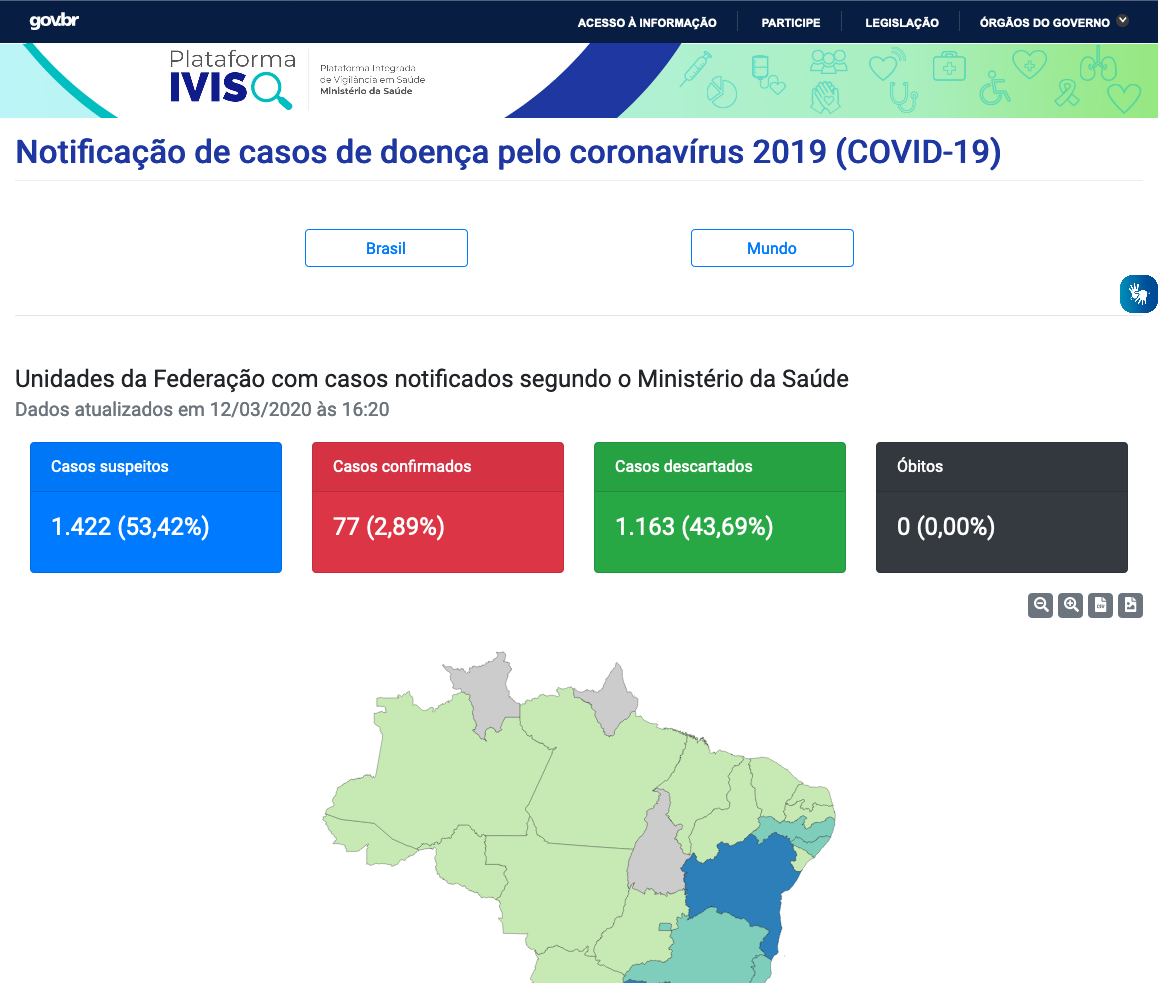 gov.br
ACESSO À INFORMAÇÃO
PARTICIPE
LEGISLAÇÃO
ÓRGÃOS DO GOVERNO
Plataforma
IVIS
Plataforma Integrada
de Vigilância em Saúde
Ministério da Saúde
Notificação de casos de doença pelo coronavírus 2019 (COVID-19)
Brasil
Mundo
Unidades da Federação com casos notificados segundo o Ministério da Saúde
Dados atualizados em 12/03/2020 às 16:20
Casos suspeitos
1.422 (53,42%)
Casos confirmados
77 (2,89%)
Casos descartados
1.163 (43,69%)
Óbitos
0 (0,00%)
CSV